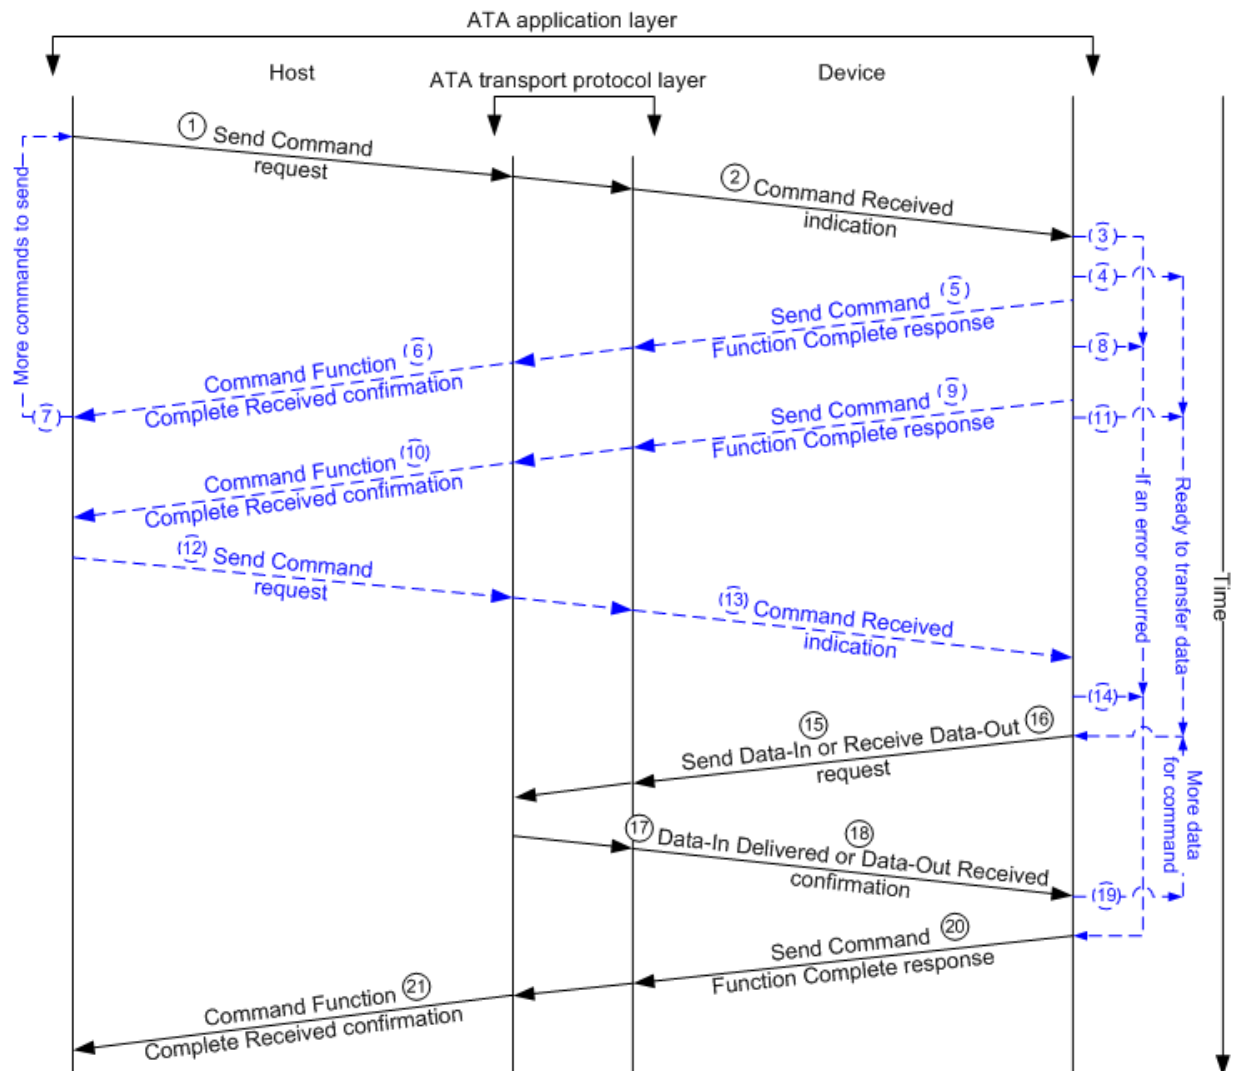 ATA application layer
Host
Device
ATA transport protocol layer
1 Send Command
request
2 Command Received
indication
More commands to send
(3)
(4)
Send Command (5)
Function Complete response
Command Function (6)
Complete Received confirmation
(7)
(8)
Send Command (9)
Function Complete response
Command Function (10)
Complete Received confirmation
(11)
If an error occurred
Ready to transfer data
Time
(12) Send Command
request
(13) Command Received
indication
(14)
15
16
Send Data-In or Receive Data-Out
request
More data
for command
17
18
Data-In Delivered or Data-Out Received
confirmation
(19)
Send Command 20
Function Complete response
Command Function 21
Complete Received confirmation